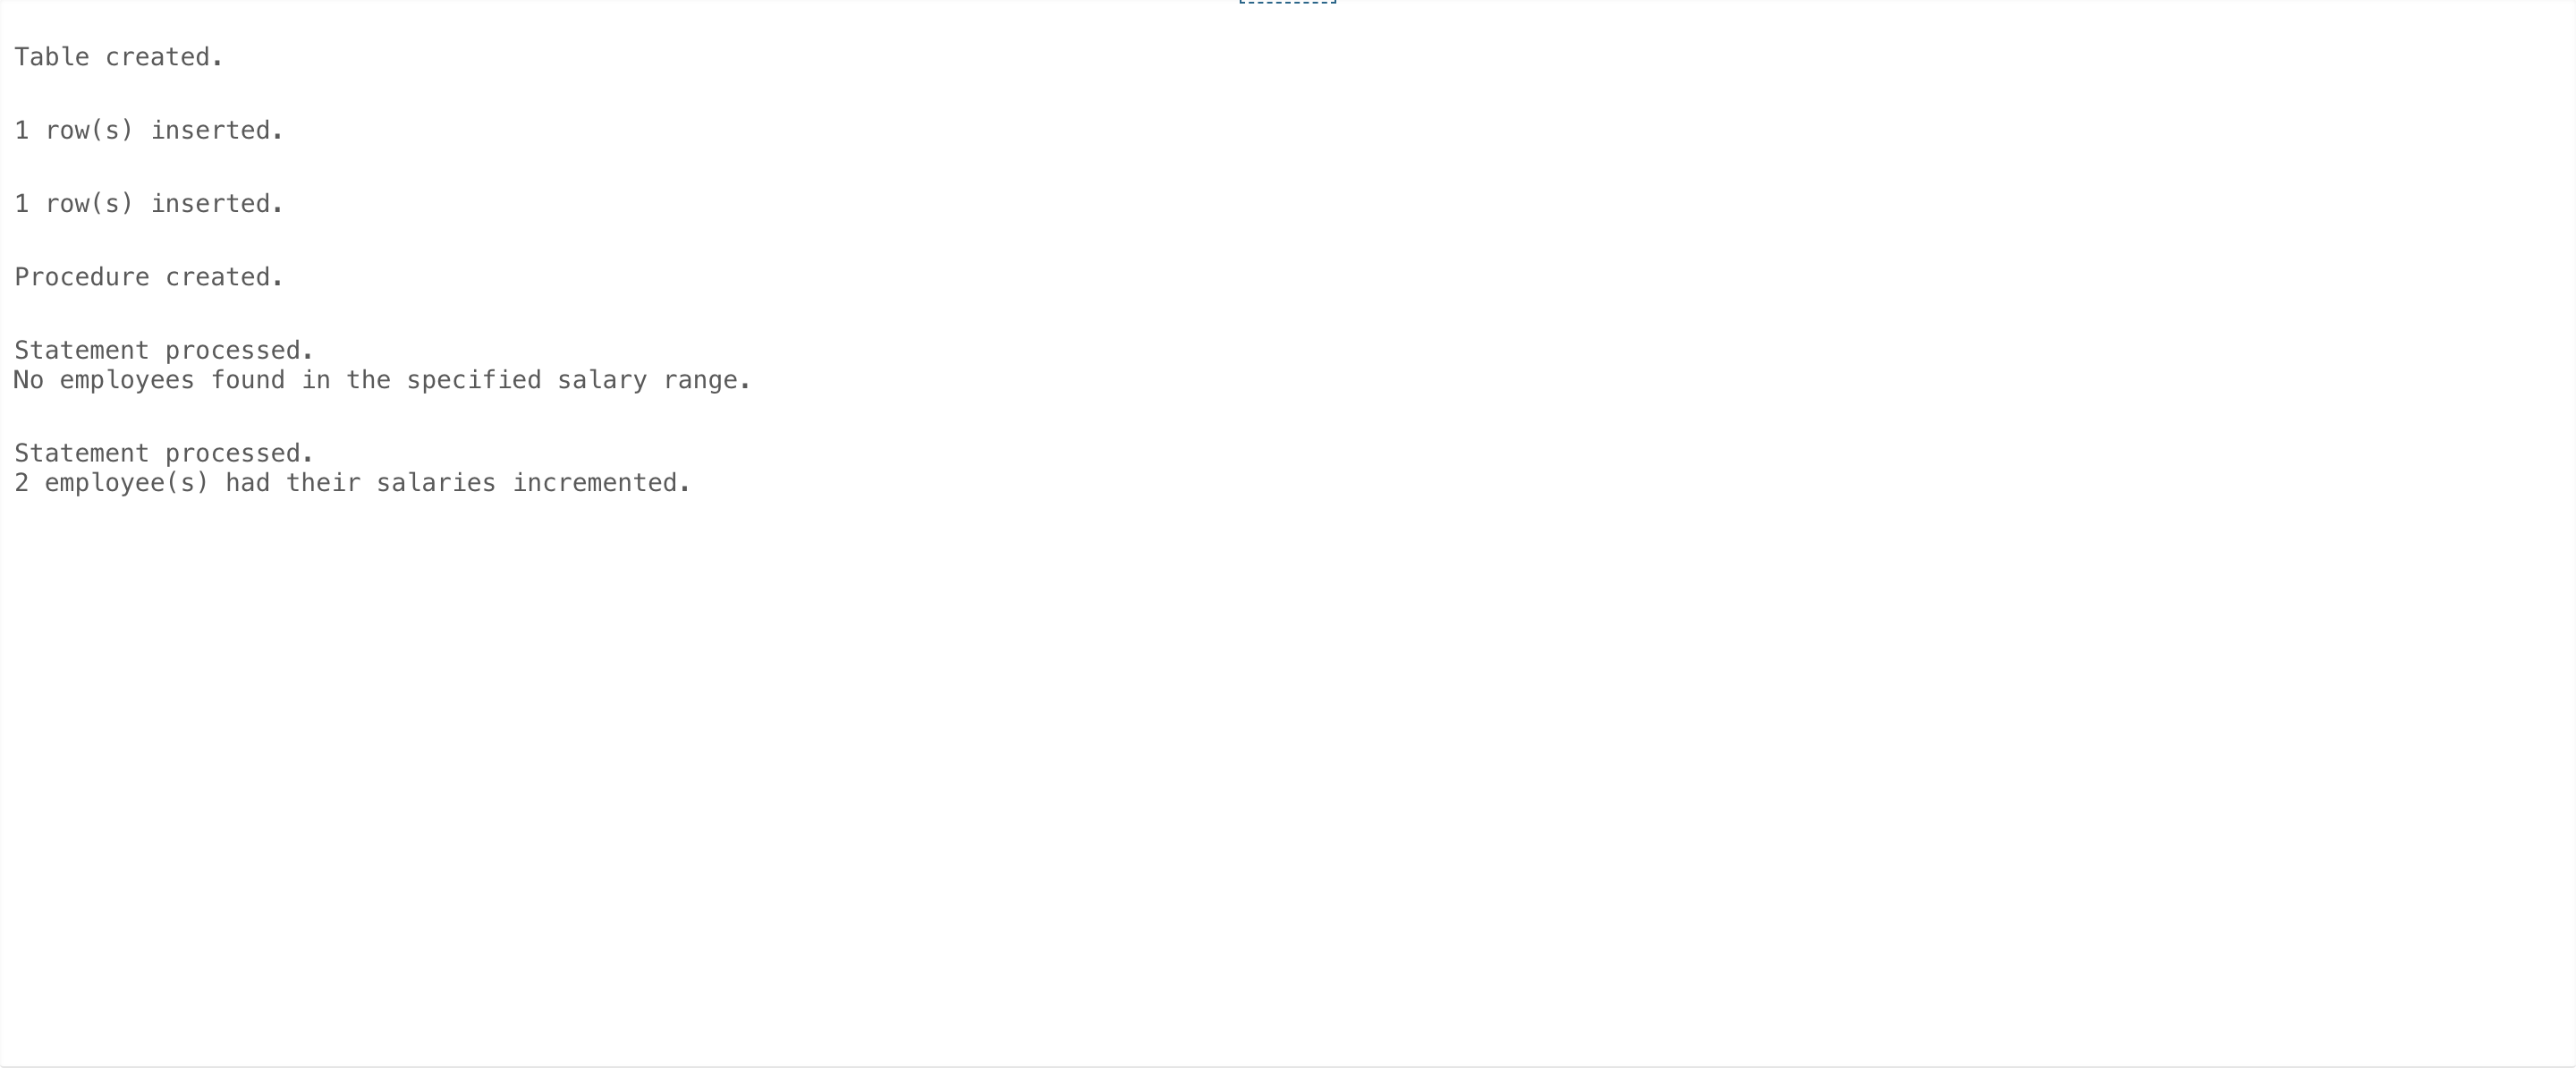 Table created.
1 row(s) inserted.
1 row(s) inserted.
Procedure created.
Statement processed.
No employees found in the specified salary range.
Statement processed.
2 employee(s) had their salaries incremented.